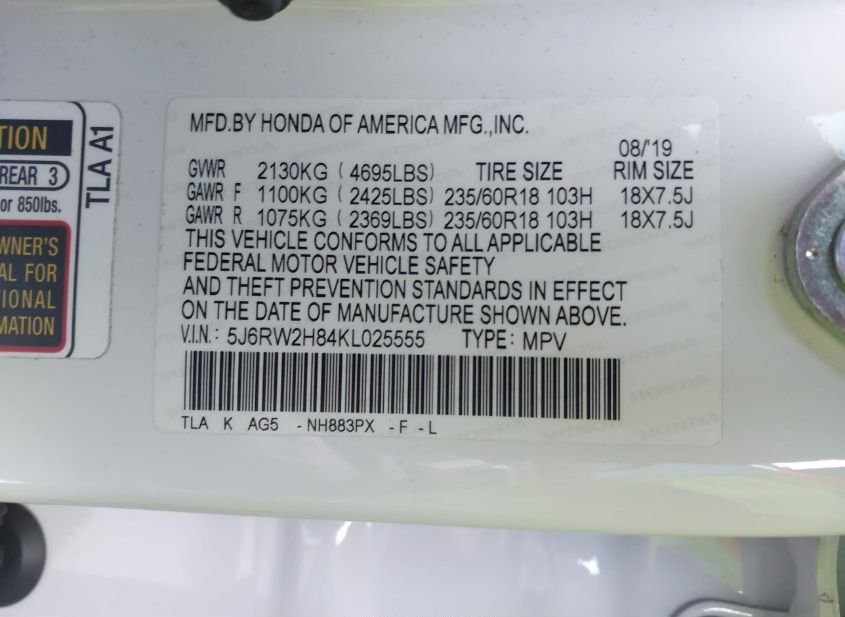 TION
REAR 3
or 850lbs.
WNER'S
AL FOR
TIONAL
MATION
TLA A1
MFD.BY HONDA OF AMERICA MFG.,INC.
08/'19
GVWR 2130KG ( 4695LBS) TIRE SIZE RIM SIZE
GAWR F 1100KG ( 2425LBS) 235/60R18 103H 18X7.5J
GAWR R 1075KG ( 2369LBS) 235/60R18 103H 18X7.5J
THIS VEHICLE CONFORMS TO ALL APPLICABLE
FEDERAL MOTOR VEHICLE SAFETY
AND THEFT PREVENTION STANDARDS IN EFFECT
ON THE DATE OF MANUFACTURE SHOWN ABOVE.
V.I.N.: 5J6RW2H84KL025555 TYPE: MPV
TLA K AG5 - NH883PX - F - L